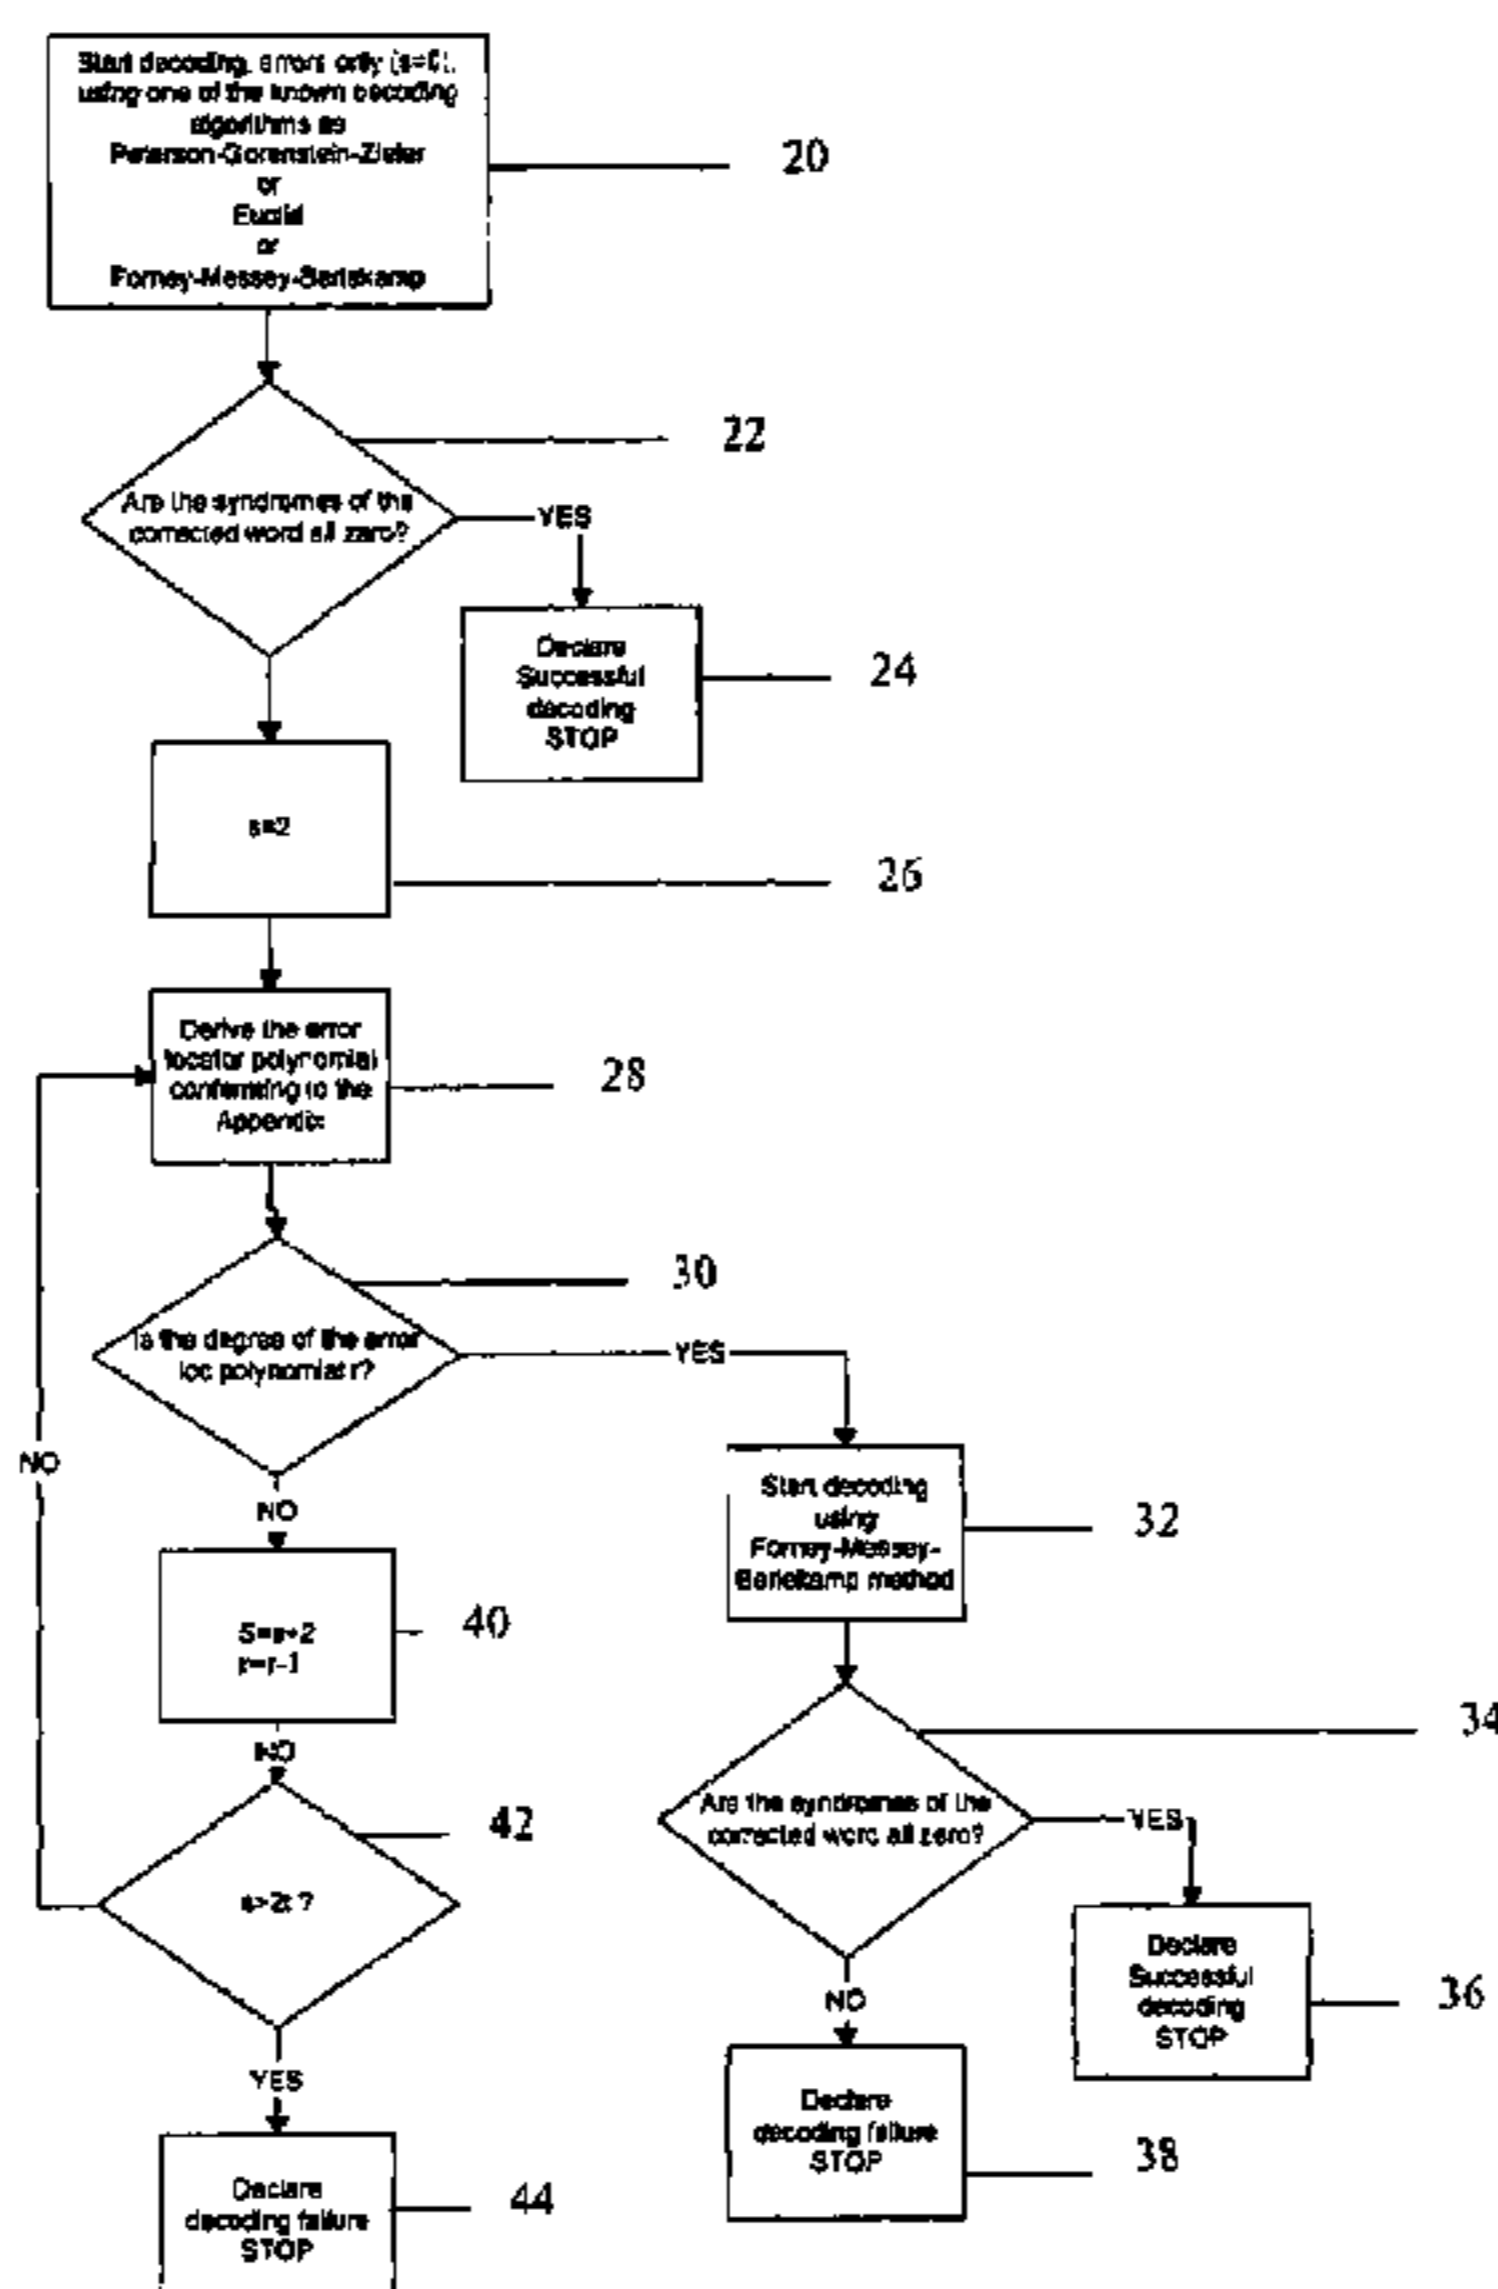 Start decoding, errors only (s=0),
using one of the known decoding
algorithms as
Peterson-Gorenstein-Zieler
or
Euclid
or
Forney-Messey-Berlekamp
20
22
Are the syndromes of the
corrected word all zero?
YES
Declare
Successful
decoding
STOP
24
s=2
26
Derive the error
locator polynomial
conforming to the
Appendix
28
30
Is the degree of the error
loc polynomial r?
YES
NO
NO
Start decoding
using
Forney-Messey-
Berlekamp method
32
S=s+2
r=r-1
40
NO
34
42
Are the syndromes of the
corrected word all zero?
YES
s>2t ?
Declare
Successful
decoding
STOP
36
NO
YES
Declare
decoding failure
STOP
38
Declare
decoding failure
STOP
44